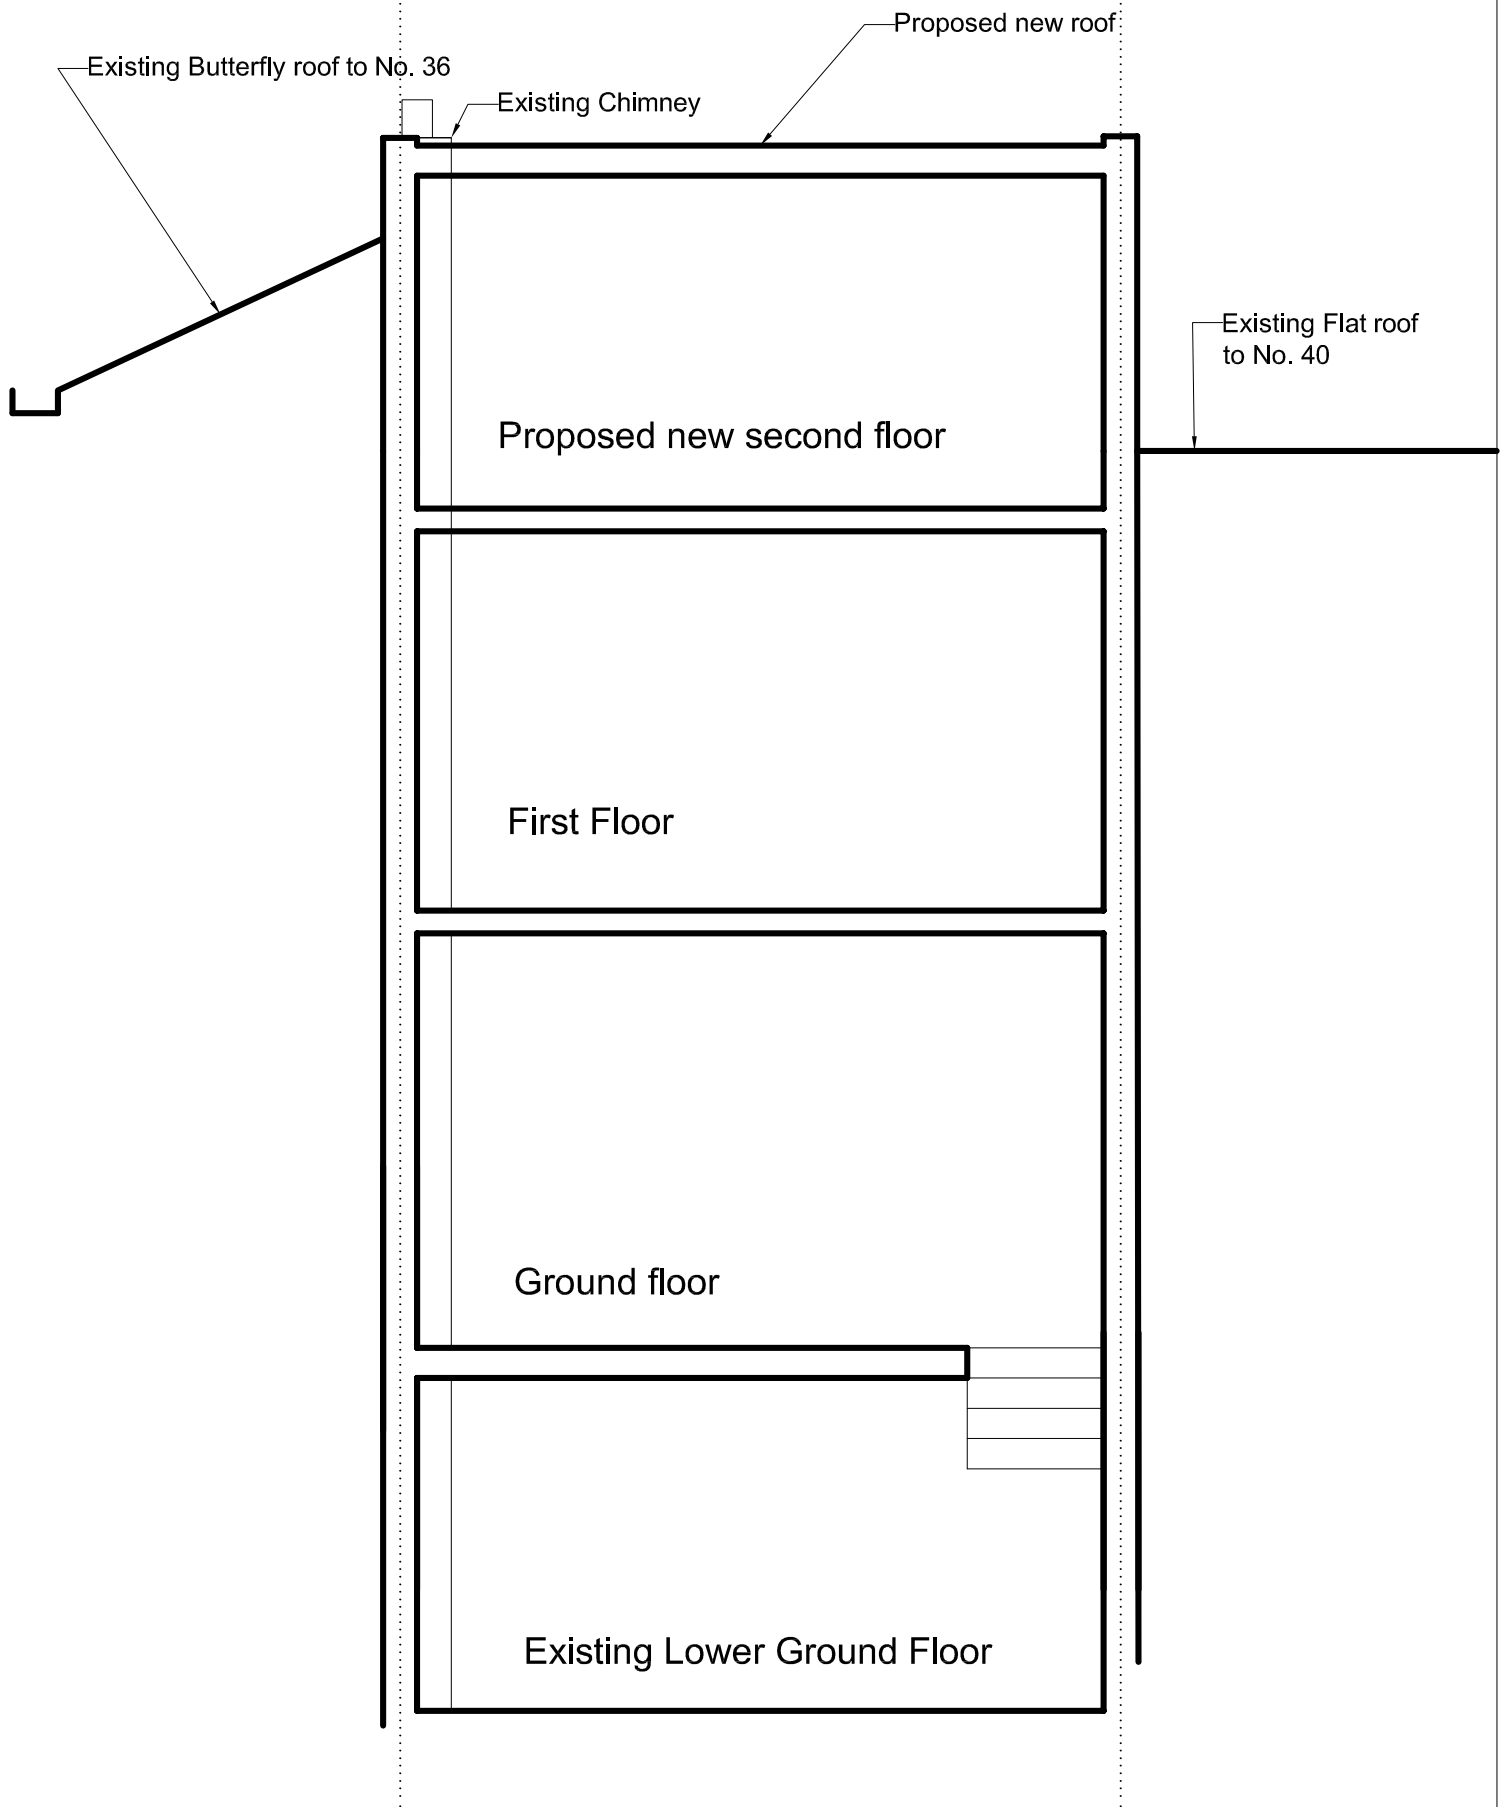 Proposed new roof
Existing Butterfly roof to No. 36
Existing Chimney
Existing Flat roof
to No. 40
Proposed new second floor
First Floor
Ground floor
Existing Lower Ground Floor